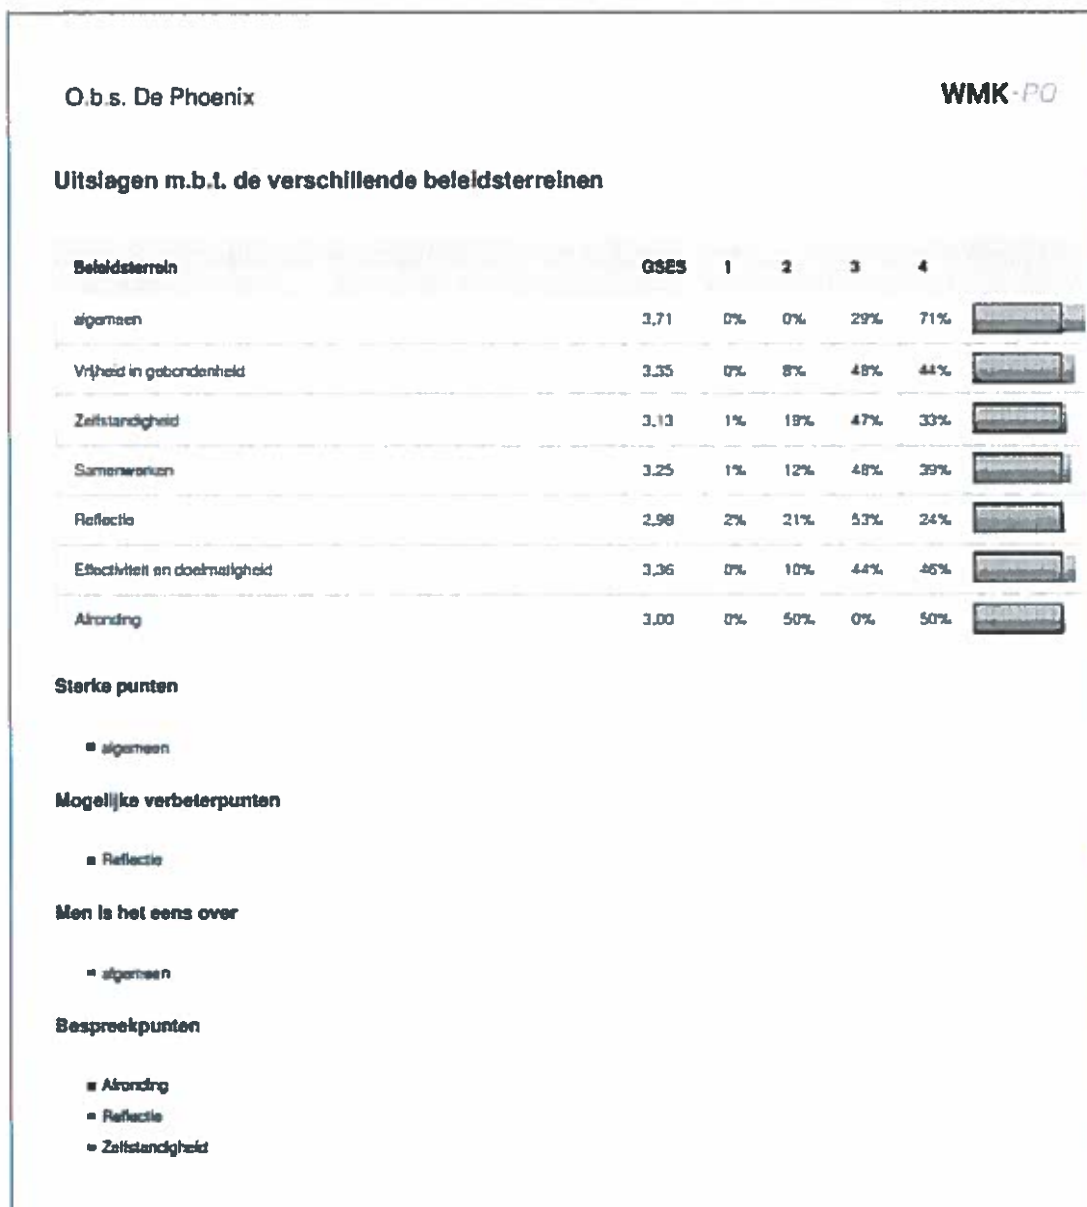 O.b.s. De Phoenix WMK-PO
Uitslagen m.b.t. de verschillende beleidsterreinen
Beleidsterrein GSES 1 2 3 4
algemeen 3,71 0% 0% 29% 71%
Vrijheid in gebondenheid 3,35 0% 8% 48% 44%
Zelfstandigheid 3,13 1% 19% 47% 33%
Samenwerken 3,25 1% 12% 48% 39%
Reflectie 2,98 2% 21% 53% 24%
Effectiviteit en doelmatigheid 3,36 0% 10% 44% 46%
Afronding 3,00 0% 50% 0% 50%
Sterke punten
algemeen
Mogelijke verbeterpunten
Reflectie
Men is het eens over
algemeen
Bespreekpunten
Afronding
Reflectie
Zelfstandigheid